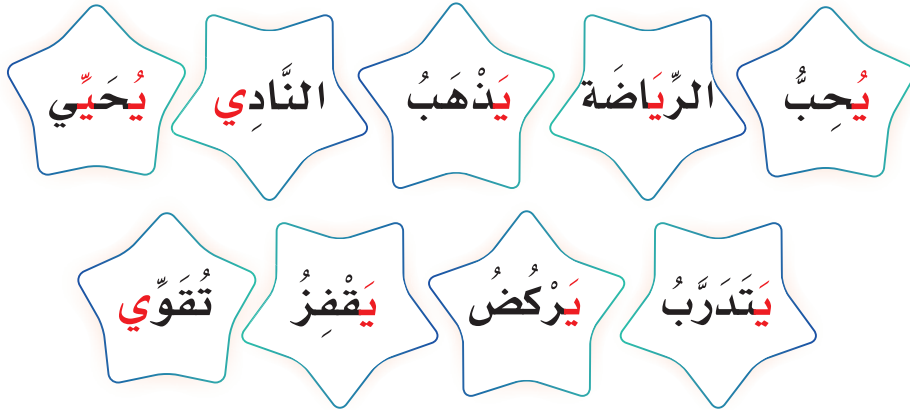 يُحِبُّ الرِّيَاضَة يَذْهَبُ النَّادِي يُحَيِّي
يَتَدَرَّبُ يَرْكُضُ يَقْفِزُ تُقَوِّي